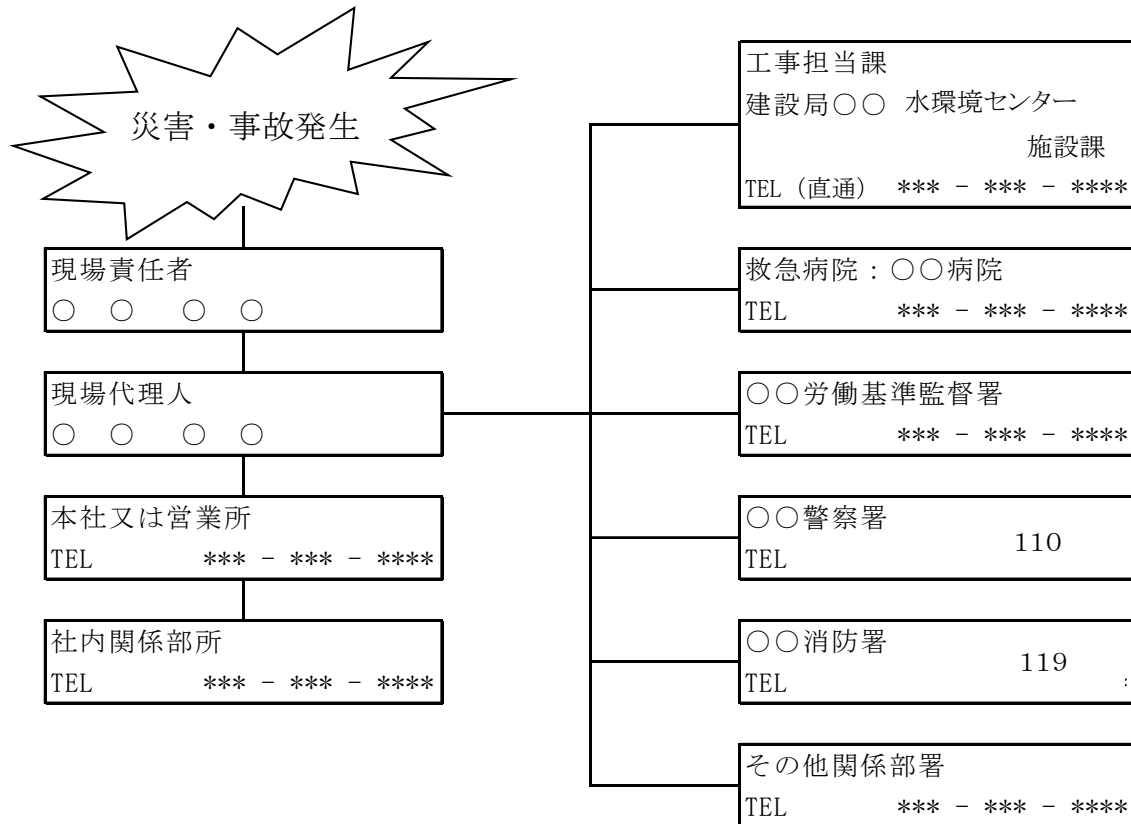 災害・事故発生
現場責任者
○ ○ ○ ○
現場代理人
○ ○ ○ ○
本社又は営業所
TEL *** - *** - ****
社内関係部所
TEL *** - *** - ****
工事担当課
建設局○○ 水環境センター
施設課
TEL (直通) *** - *** - ****
救急病院：○○病院
TEL *** - *** - ****
○○労働基準監督署
TEL *** - *** - ****
○○警察署
TEL 110
○○消防署
TEL 119
その他関係部署
TEL *** - *** - ****